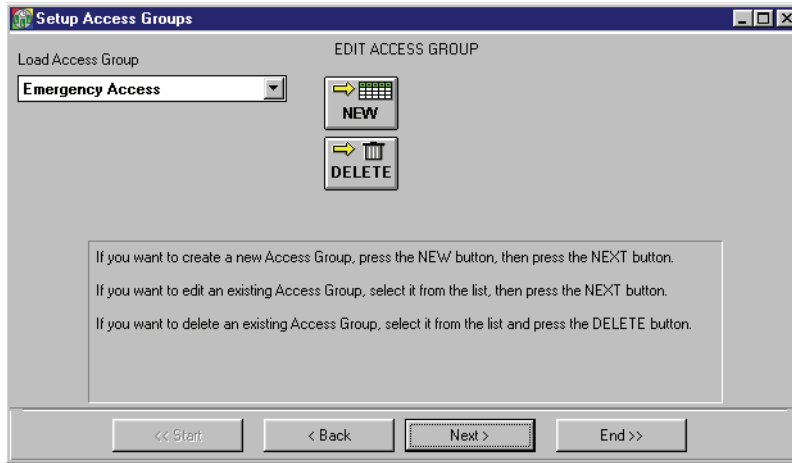 Setup Access Groups
Load Access Group
Emergency Access
EDIT ACCESS GROUP
NEW
DELETE
If you want to create a new Access Group, press the NEW button, then press the NEXT button.
If you want to edit an existing Access Group, select it from the list, then press the NEXT button.
If you want to delete an existing Access Group, select it from the list and press the DELETE button.
<< Start
< Back
Next >
End >>